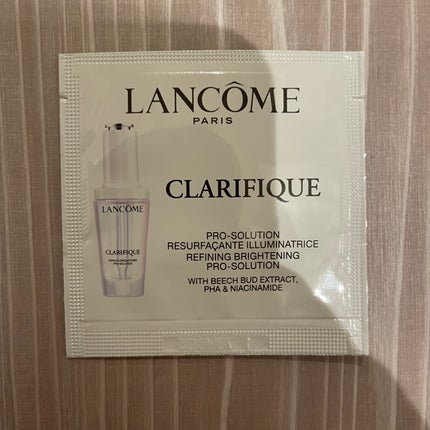 LANCÔME
PARIS
CLARIFIQUE
PRO-SOLUTION
RESURFAÇANTE ILLUMINATRICE
REFINING BRIGHTENING
PRO-SOLUTION
WITH BEECH BUD EXTRACT,
PHA & NIACINAMIDE
LANCÔME
CLARIFIQUE